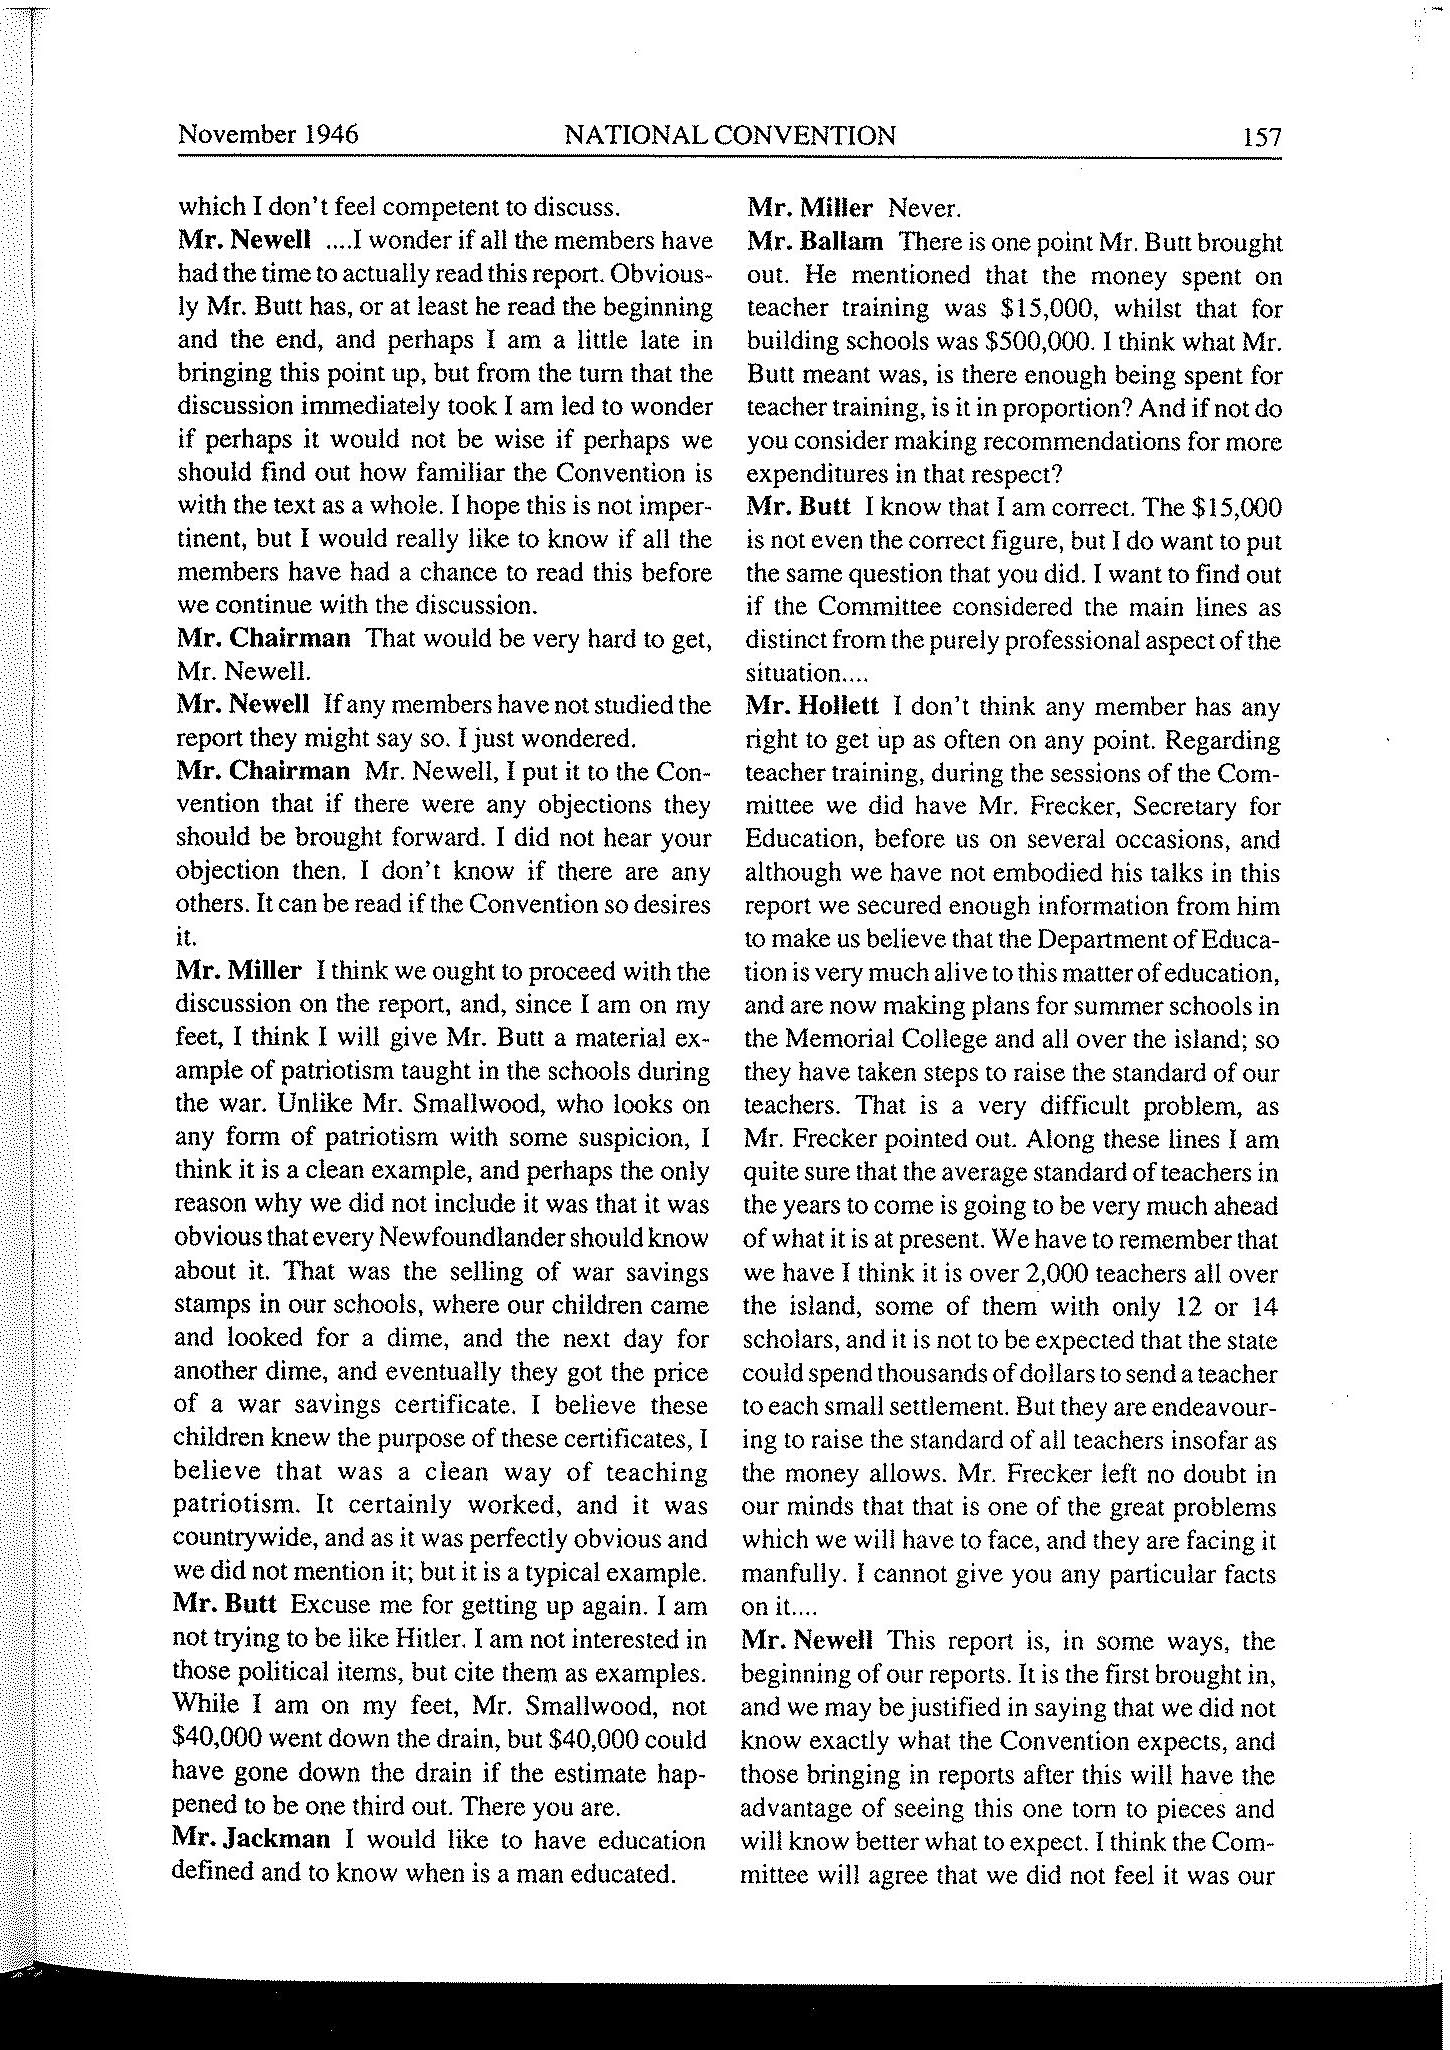 November 1946 NATIONAL CONVENTION 157
which I don't feel competent to discuss.
Mr. Newell ....I wonder if all the members have
had the time to actually read this report. Obvious-
ly Mr. Butt has, or at least he read the beginning
and the end, and perhaps I am a little late in
bringing this point up, but from the turn that the
discussion immediately took I am led to wonder
if perhaps it would not be wise if perhaps we
should find out how familiar the Convention is
with the text as a whole. I hope this is not imper-
tinent, but I would really like to know if all the
members have had a chance to read this before
we continue with the discussion.
Mr. Chairman That would be very hard to get,
Mr. Newell.
Mr. Newell If any members have not studied the
report they might say so. I just wondered.
Mr. Chairman Mr. Newell, I put it to the Con-
vention that if there were any objections they
should be brought forward. I did not hear your
objection then. I don't know if there are any
others. It can be read if the Convention so desires
it.
Mr. Miller I think we ought to proceed with the
discussion on the report, and, since I am on my
feet, I think I will give Mr. Butt a material ex-
ample of patriotism taught in the schools during
the war. Unlike Mr. Smallwood, who looks on
any form of patriotism with some suspicion, I
think it is a clean example, and perhaps the only
reason why we did not include it was that it was
obvious that every Newfoundlander should know
about it. That was the selling of war savings
stamps in our schools, where our children came
and looked for a dime, and the next day for
another dime, and eventually they got the price
of a war savings certificate. I believe these
children knew the purpose of these certificates, I
believe that was a clean way of teaching
patriotism. It certainly worked, and it was
countrywide, and as it was perfectly obvious and
we did not mention it; but it is a typical example.
Mr. Butt Excuse me for getting up again. I am
not trying to be like Hitler. I am not interested in
those political items, but cite them as examples.
While I am on my feet, Mr. Smallwood, not
$40,000 went down the drain, but $40,000 could
have gone down the drain if the estimate hap-
pened to be one third out. There you are.
Mr. Jackman I would like to have education
defined and to know when is a man educated.
Mr. Miller Never.
Mr. Ballam There is one point Mr. Butt brought
out. He mentioned that the money spent on
teacher training was $15,000, whilst that for
building schools was $500,000. I think what Mr.
Butt meant was, is there enough being spent for
teacher training, is it in proportion? And if not do
you consider making recommendations for more
expenditures in that respect?
Mr. Butt I know that I am correct. The $15,000
is not even the correct figure, but I do want to put
the same question that you did. I want to find out
if the Committee considered the main lines as
distinct from the purely professional aspect of the
situation....
Mr. Hollett I don't think any member has any
right to get up as often on any point. Regarding
teacher training, during the sessions of the Com-
mittee we did have Mr. Frecker, Secretary for
Education, before us on several occasions, and
although we have not embodied his talks in this
report we secured enough information from him
to make us believe that the Department of Educa-
tion is very much alive to this matter of education,
and are now making plans for summer schools in
the Memorial College and all over the island; so
they have taken steps to raise the standard of our
teachers. That is a very difficult problem, as
Mr. Frecker pointed out. Along these lines I am
quite sure that the average standard of teachers in
the years to come is going to be very much ahead
of what it is at present. We have to remember that
we have I think it is over 2,000 teachers all over
the island, some of them with only 12 or 14
scholars, and it is not to be expected that the state
could spend thousands of dollars to send a teacher
to each small settlement. But they are endeavour-
ing to raise the standard of all teachers insofar as
the money allows. Mr. Frecker left no doubt in
our minds that that is one of the great problems
which we will have to face, and they are facing it
manfully. I cannot give you any particular facts
on it....
Mr. Newell This report is, in some ways, the
beginning of our reports. It is the first brought in,
and we may be justified in saying that we did not
know exactly what the Convention expects, and
those bringing in reports after this will have the
advantage of seeing this one torn to pieces and
will know better what to expect. I think the Com-
mittee will agree that we did not feel it was our